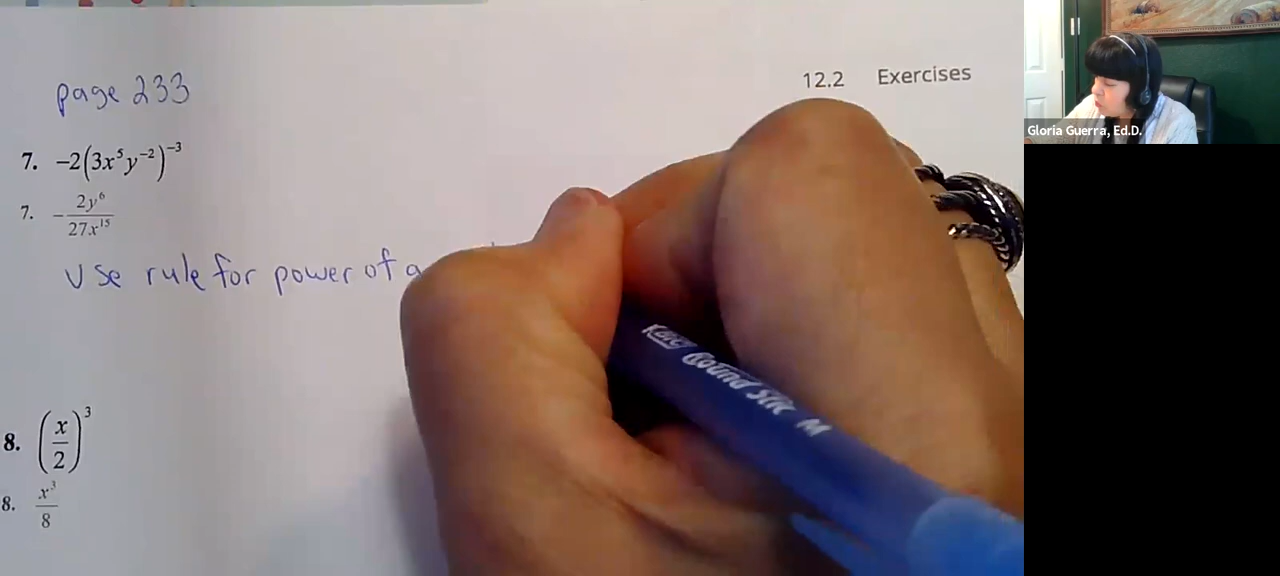 page 233
12.2 Exercises
7. −2(3x⁵y⁻²)⁻³
7. −2y⁶/27x¹⁵
Use rule for power of a
8. (x/2)³
8. x³/8
BIC Round Stic M
Gloria Guerra, Ed.D.